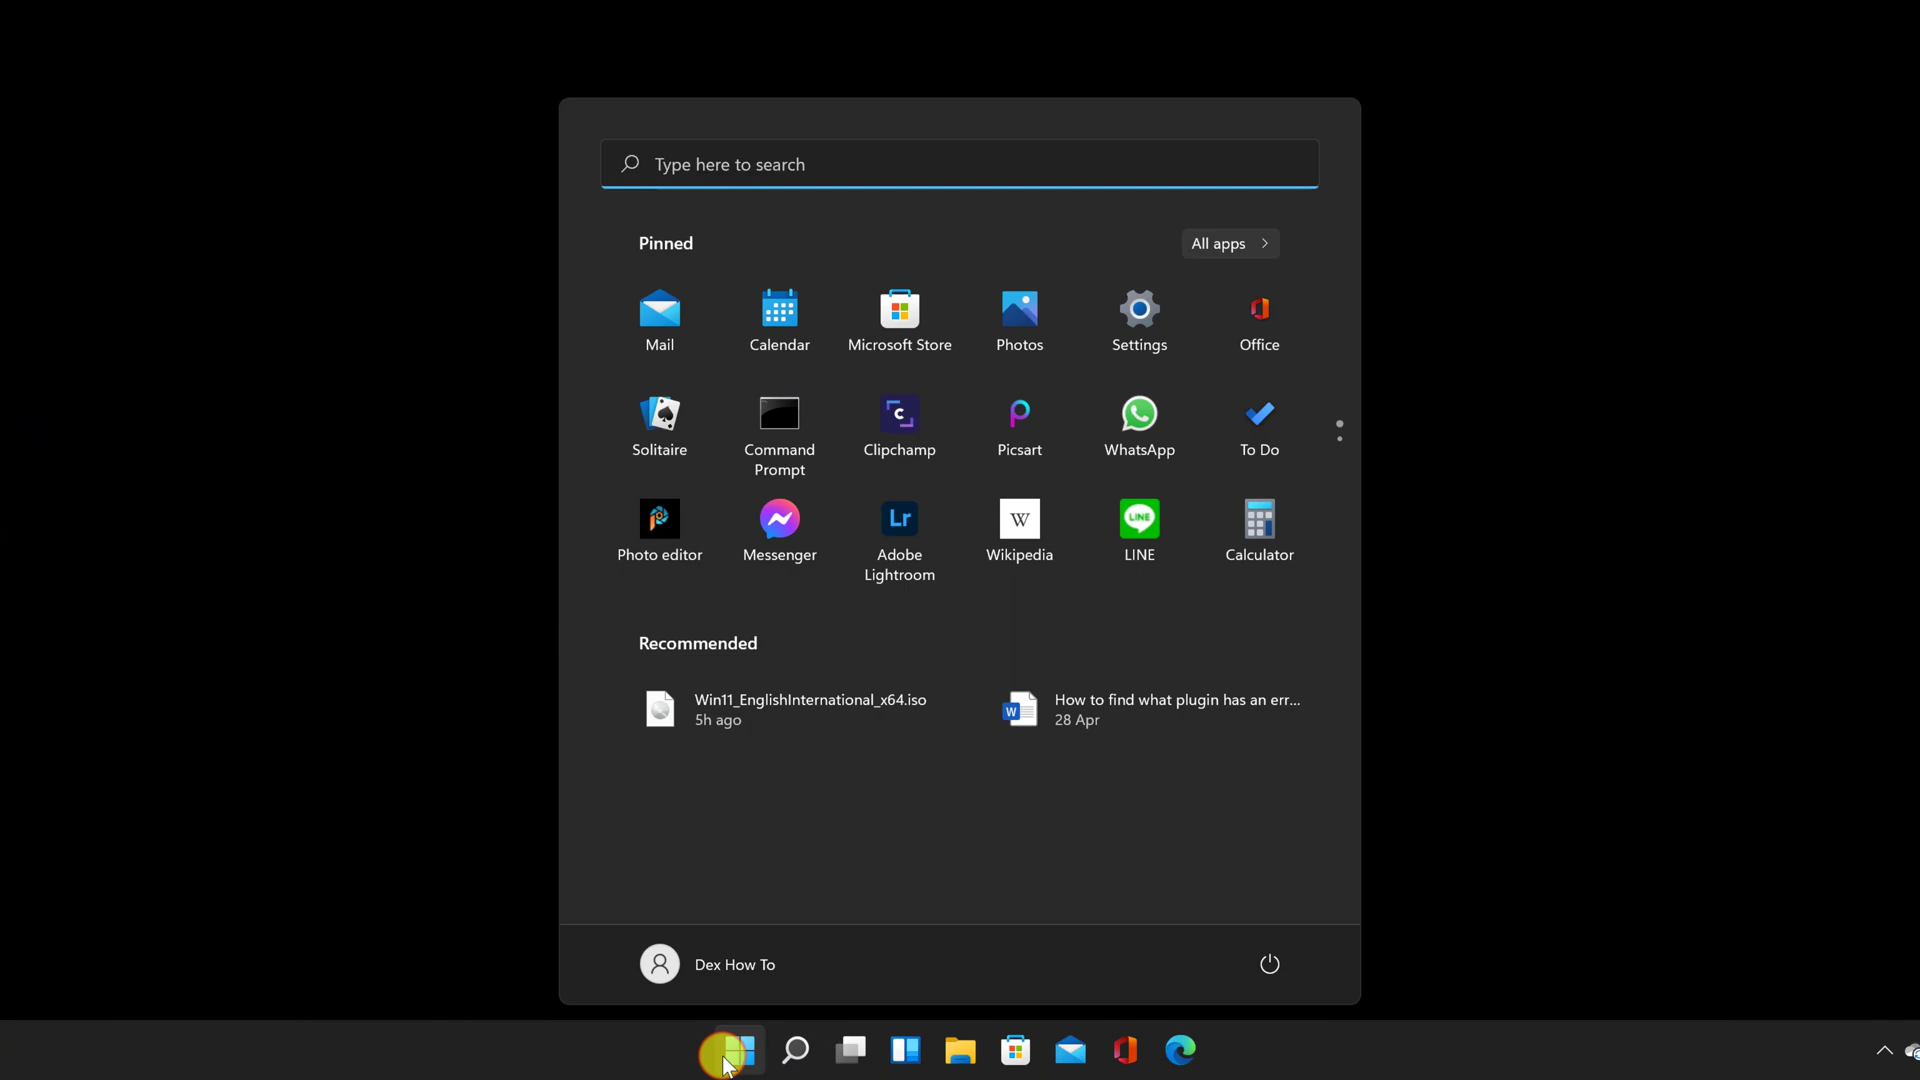 Type here to search
Pinned
All apps
Mail
Calendar
Microsoft Store
Photos
Settings
Office
Solitaire
Command
Prompt
Clipchamp
Picsart
WhatsApp
To Do
Photo editor
Messenger
Lr
Adobe
Lightroom
W
Wikipedia
LINE
LINE
Calculator
Recommended
Win11_EnglishInternational_x64.iso
5h ago
W
How to find what plugin has an err...
28 Apr
Dex How To